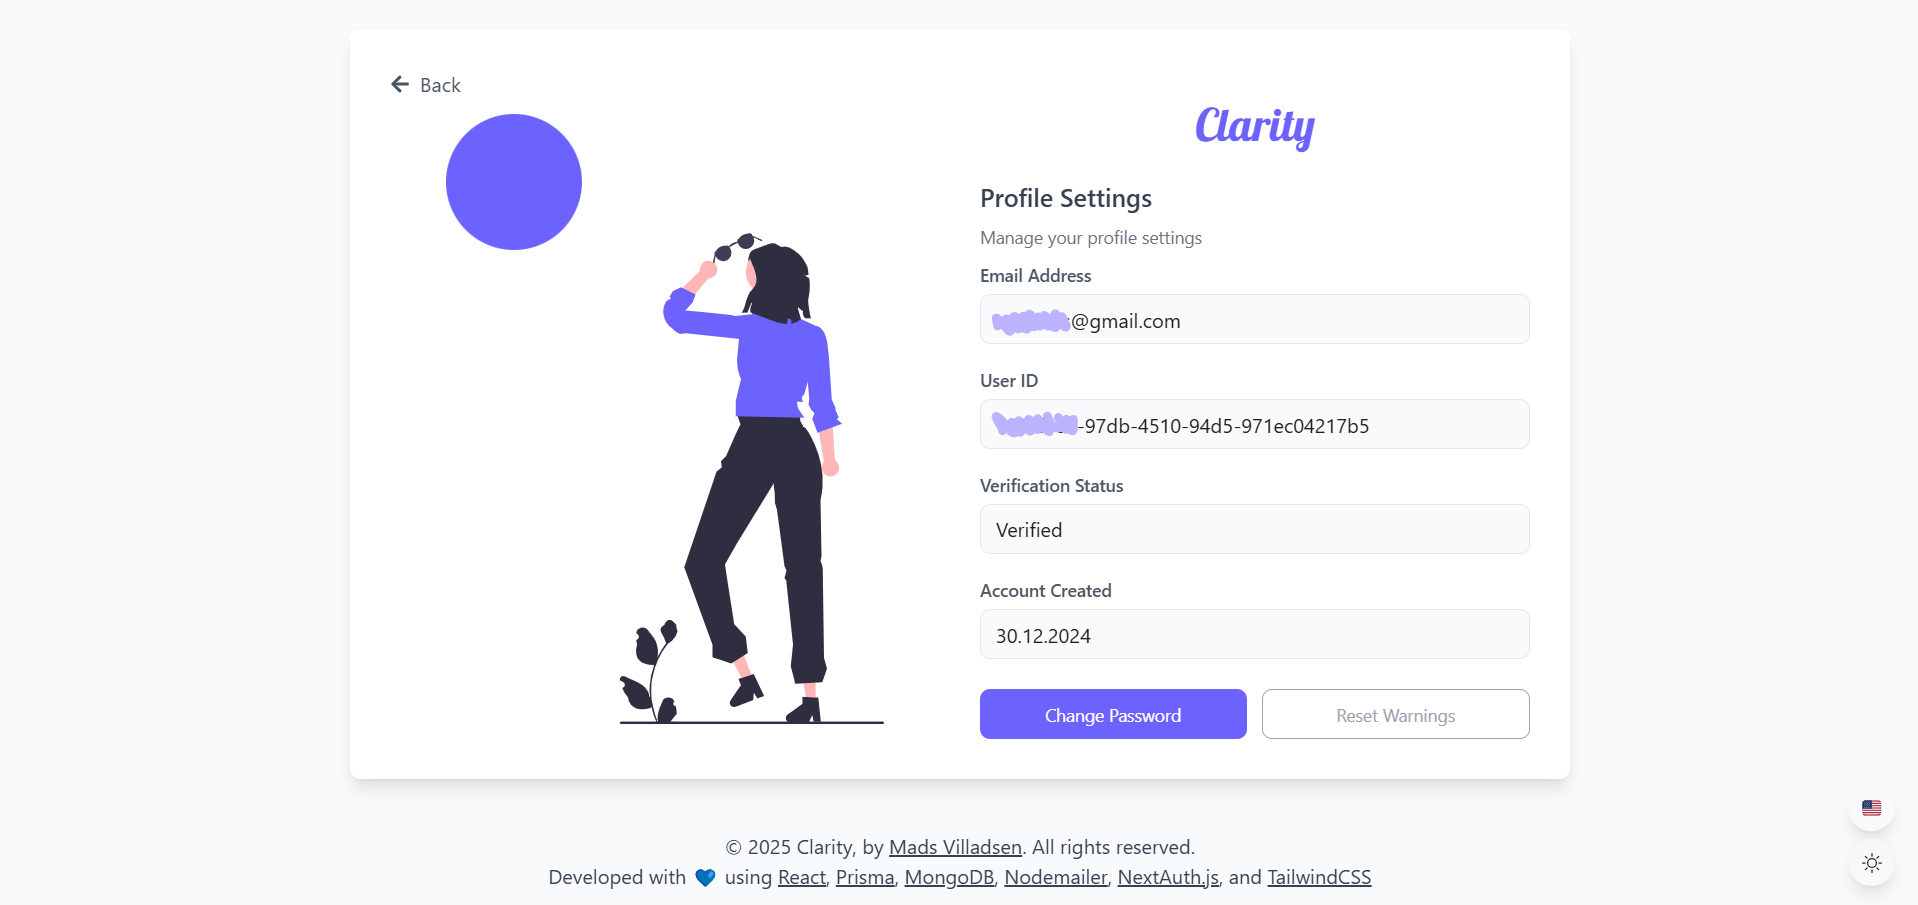 Back
Clarity
Profile Settings
Manage your profile settings
Email Address
@gmail.com
User ID
-97db-4510-94d5-971ec04217b5
Verification Status
Verified
Account Created
30.12.2024
Change Password
Reset Warnings
© 2025 Clarity, by Mads Villadsen. All rights reserved.
Developed with 💙 using React, Prisma, MongoDB, Nodemailer, NextAuth.js, and TailwindCSS